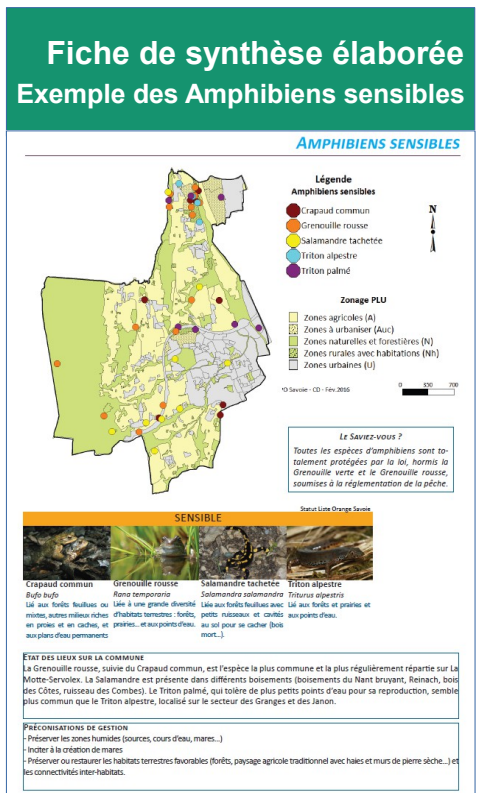 Fiche de synthèse élaborée
Exemple des Amphibiens sensibles
AMPHIBIENS SENSIBLES
Légende
Amphibiens sensibles
Crapaud commun
Grenouille rousse
Salamandre tachetée
Triton alpestre
Triton palmé
N
Zonage PLU
Zones agricoles (A)
Zones à urbaniser (Auc)
Zones naturelles et forestières (N)
Zones rurales avec habitations (Nh)
Zones urbaines (U)
O Savoie - CD - Fév.2016
0 350 700
LE SAVIEZ-VOUS ?
Toutes les espèces d'amphibiens sont to-
talement protégées par la loi, hormis la
Grenouille verte et le Grenouille rousse,
soumises à la réglementation de la pêche.
Statut Liste Orange Savoie
SENSIBLE
Crapaud commun
Bufo bufo
Lié aux forêts feuillues ou
mixtes, autres milieux riches
en proies et en caches, et
aux plans d'eau permanents
Grenouille rousse
Rana temporaria
Liée à une grande diversité
d'habitats terrestres : forêts,
prairies... et aux points d'eau.
Salamandre tachetée
Salamandra salamandra
Liée aux forêts feuillues avec
petits ruisseaux et cavités
au sol pour se cacher (bois
mort...).
Triton alpestre
Triturus alpestris
Lié aux forêts et prairies et
aux points d'eau.
ÉTAT DES LIEUX SUR LA COMMUNE
La Grenouille rousse, suivie du Crapaud commun, est l'espèce la plus commune et la plus régulièrement répartie sur La
Motte-Servolex. La Salamandre est présente dans différents boisements (boisements du Nant bruyant, Reinach, bois
des Côtes, ruisseau des Combes). Le Triton palmé, qui tolère de plus petits points d'eau pour sa reproduction, semble
plus commun que le Triton alpestre, localisé sur le secteur des Granges et des Janon.
PRÉCONISATIONS DE GESTION
- Préserver les zones humides (sources, cours d'eau, mares...)
- Inciter à la création de mares
- Préserver ou restaurer les habitats terrestres favorables (forêts, paysage agricole traditionnel avec haies et murs de pierre sèche...) et
les connectivités inter-habitats.